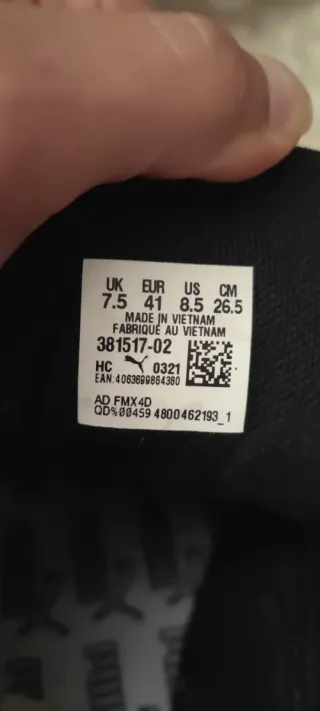 UK EUR US CM
7.5 41 8.5 26.5
MADE IN VIETNAM
FABRIQUÉ AU VIETNAM
381517-02
HC 0321
EAN:4063699864380
AD FMX4D
QD%00459 4800462193_1